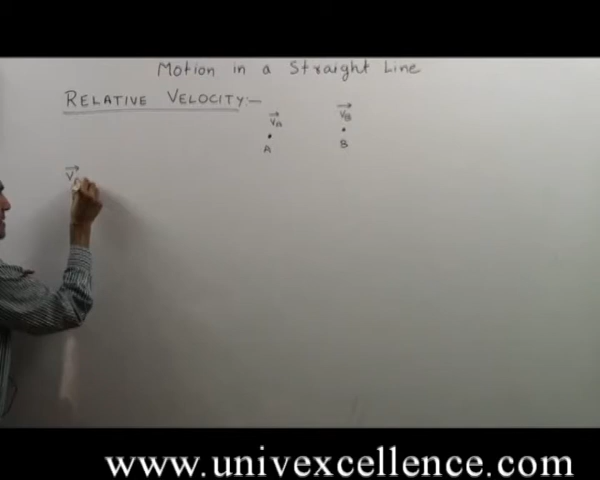 Motion in a Straight Line
RELATIVE VELOCITY:-
V⃗A V⃗B
A B
V⃗
www.univexcellence.com